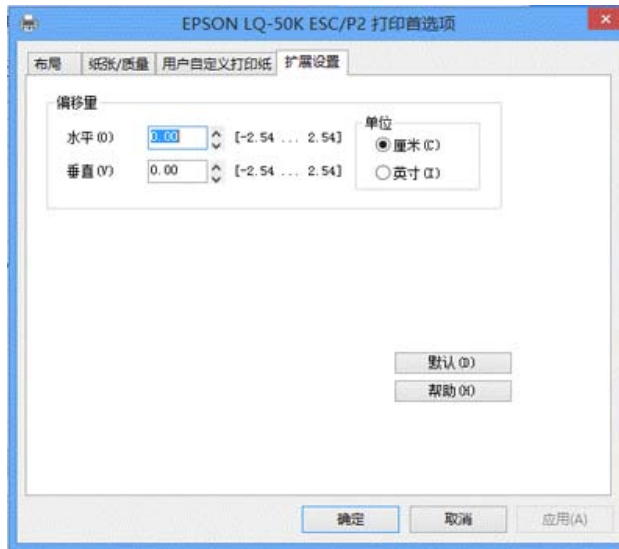 EPSON LQ-50K ESC/P2 打印首选项
布局 纸张/质量 用户自定义打印纸 扩展设置
偏移量
水平(O) 0.00 [-2.54 ... 2.54]
垂直(V) 0.00 [-2.54 ... 2.54]
单位
厘米(C)
英寸(I)
默认(D)
帮助(H)
确定 取消 应用(A)